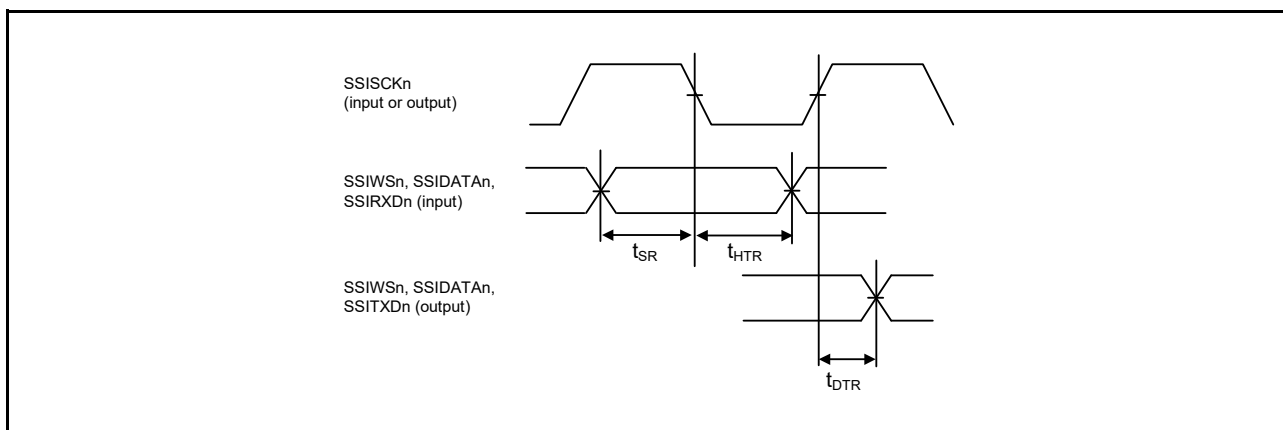 SSISCKn
(input or output)
SSIWSn, SSIDATAn,
SSIRXDn (input)
tSR
tHTR
SSIWSn, SSIDATAn,
SSITXDn (output)
tDTR